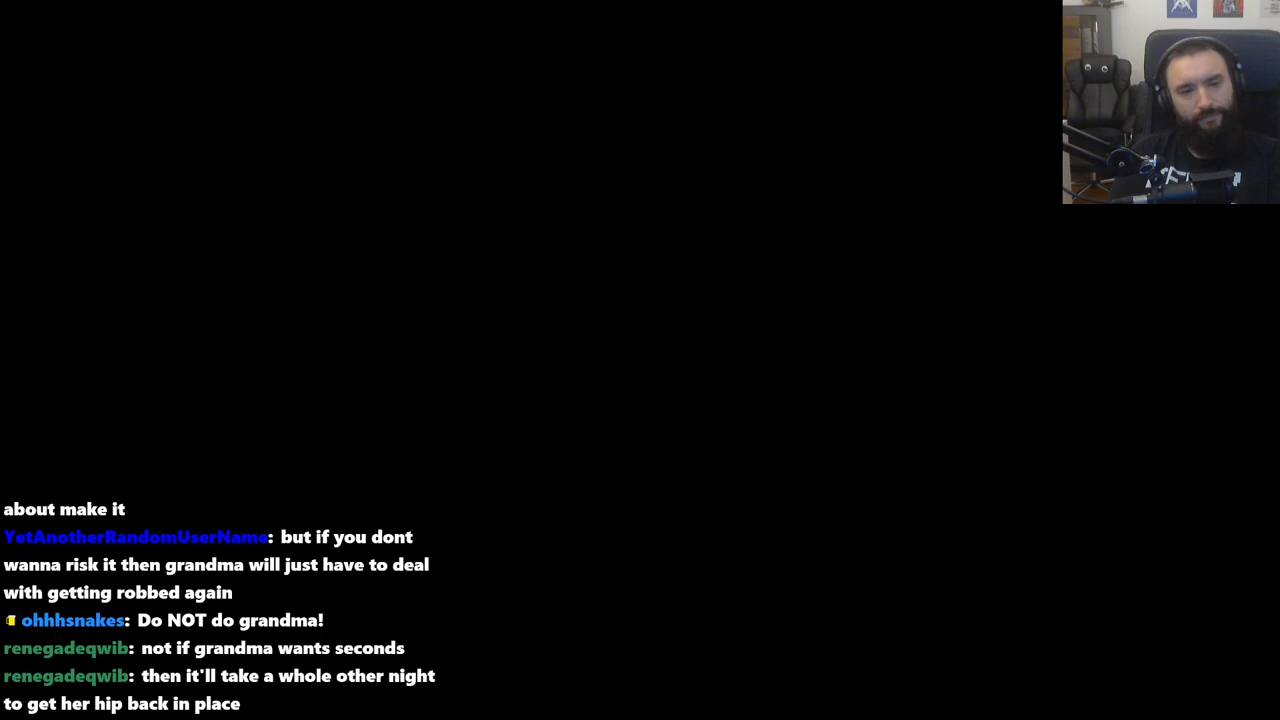 about make it
YetAnotherRandomUserName: but if you dont
wanna risk it then grandma will just have to deal
with getting robbed again
ohhhsnakes: Do NOT do grandma!
renegadeqwib: not if grandma wants seconds
renegadeqwib: then it'll take a whole other night
to get her hip back in place